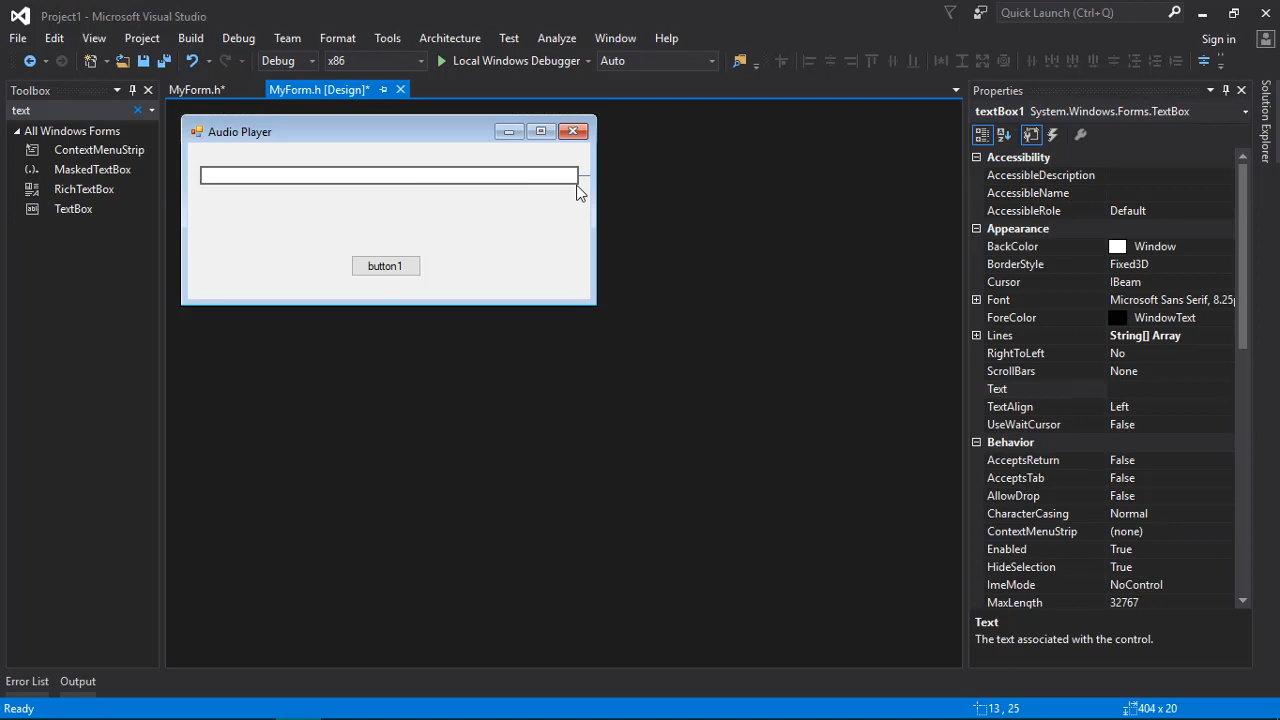 Project1 - Microsoft Visual Studio
Quick Launch (Ctrl+Q)
File Edit View Project Build Debug Team Format Tools Architecture Test Analyze Window Help
Sign in
Debug x86 Local Windows Debugger Auto
Toolbox
text
All Windows Forms
ContextMenuStrip
MaskedTextBox
RichTextBox
TextBox
MyForm.h* MyForm.h [Design]*
Audio Player
button1
Properties
textBox1 System.Windows.Forms.TextBox
Accessibility
AccessibleDescription
AccessibleName
AccessibleRole Default
Appearance
BackColor Window
BorderStyle Fixed3D
Cursor IBeam
Font Microsoft Sans Serif, 8.25p
ForeColor WindowText
Lines String[] Array
RightToLeft No
ScrollBars None
Text
TextAlign Left
UseWaitCursor False
Behavior
AcceptsReturn False
AcceptsTab False
AllowDrop False
CharacterCasing Normal
ContextMenuStrip (none)
Enabled True
HideSelection True
ImeMode NoControl
MaxLength 32767
Text
The text associated with the control.
Solution Explorer
Error List Output
Ready 13 , 25 404 x 20